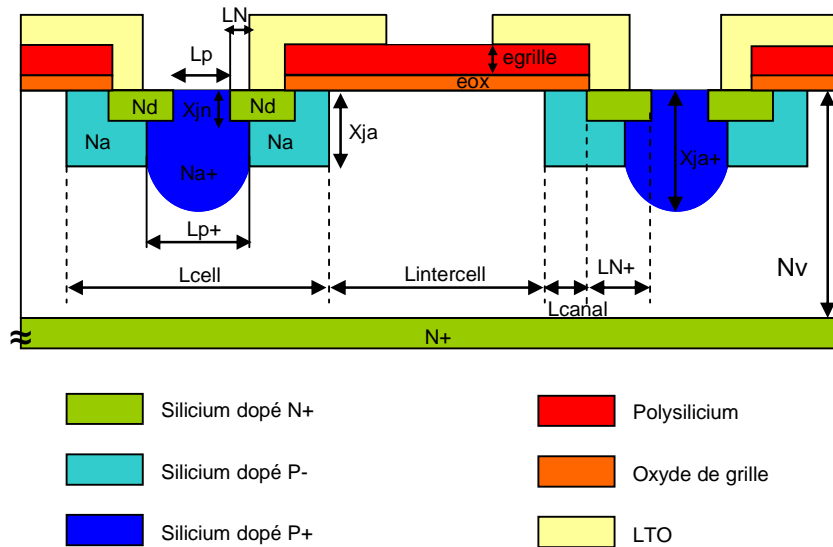 LN
Lp
egrille
eox
Nd
Xjn
Nd
Na
Na
Xja
Na+
Xja+
Lp+
Lcell
Lintercell
LN+
Nv
Lcanal
≈
N+
Silicium dopé N+
Polysilicium
Silicium dopé P-
Oxyde de grille
Silicium dopé P+
LTO